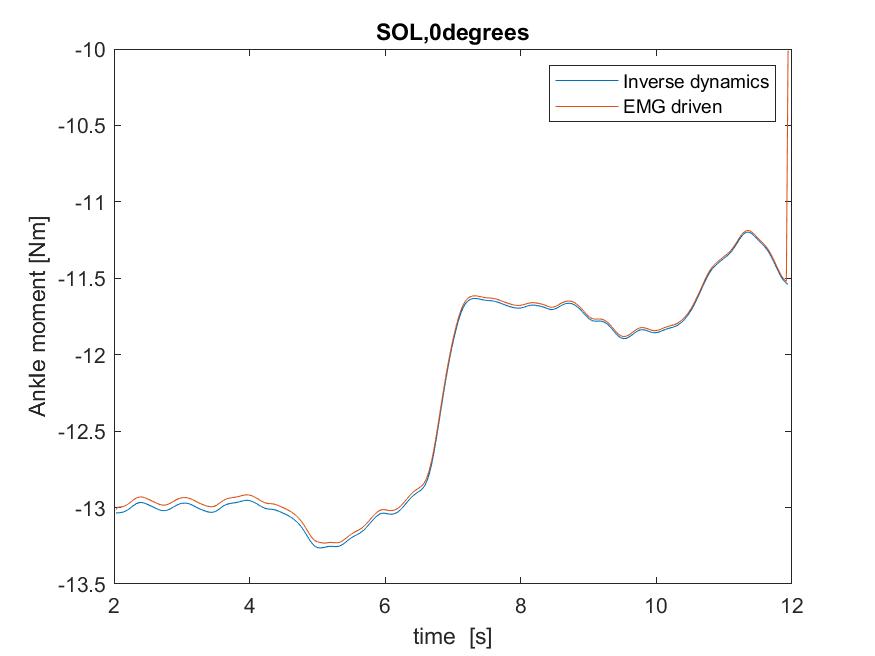 SOL,0degrees
Inverse dynamics
EMG driven
Ankle moment [Nm]
-10
-10.5
-11
-11.5
-12
-12.5
-13
-13.5
2 4 6 8 10 12
time [s]